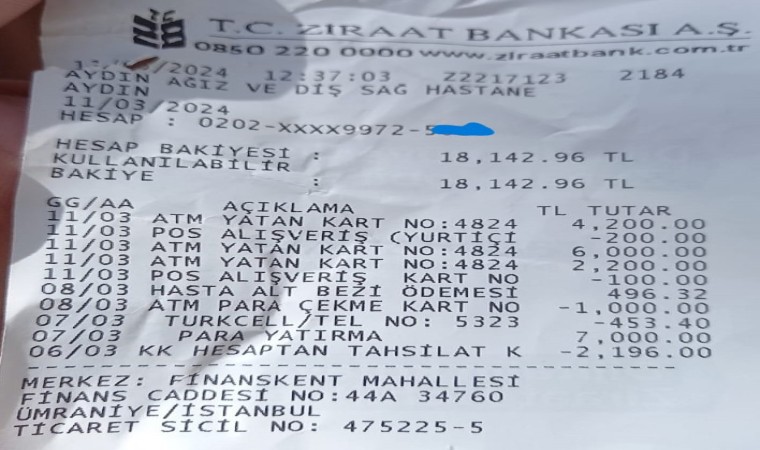 T.C. ZİRAAT BANKASI A.Ş.
0850 220 0000 www.ziraatbank.com.tr
/2024 12:37:03 Z2217123 2184
AYDIN
AYDIN AĞIZ VE DİŞ SAĞ HASTANE
11/03/2024
HESAP : 0202-XXXX9972-5
HESAP BAKİYESİ : 18,142.96 TL
KULLANILABİLİR
BAKİYE : 18,142.96 TL
GG/AA AÇIKLAMA TL TUTAR
11/03 ATM YATAN KART NO:4824 4,200.00
11/03 POS ALIŞVERİŞ (YURTİÇİ -200.00
11/03 ATM YATAN KART NO:4824 6,000.00
11/03 ATM YATAN KART NO:4824 2,200.00
11/03 POS ALIŞVERİŞ KART NO -100.00
08/03 HASTA ALT BEZİ ÖDEMESİ 496.32
08/03 ATM PARA ÇEKME KART NO -1,000.00
07/03 TURKCELL/TEL NO: 5323 -453.40
07/03 PARA YATIRMA 7,000.00
06/03 KK HESAPTAN TAHSİLAT K -2,196.00
MERKEZ: FİNANSKENT MAHALLESİ
FİNANS CADDESİ NO:44A 34760
ÜMRANİYE/İSTANBUL
TİCARET SİCİL NO: 475225-5